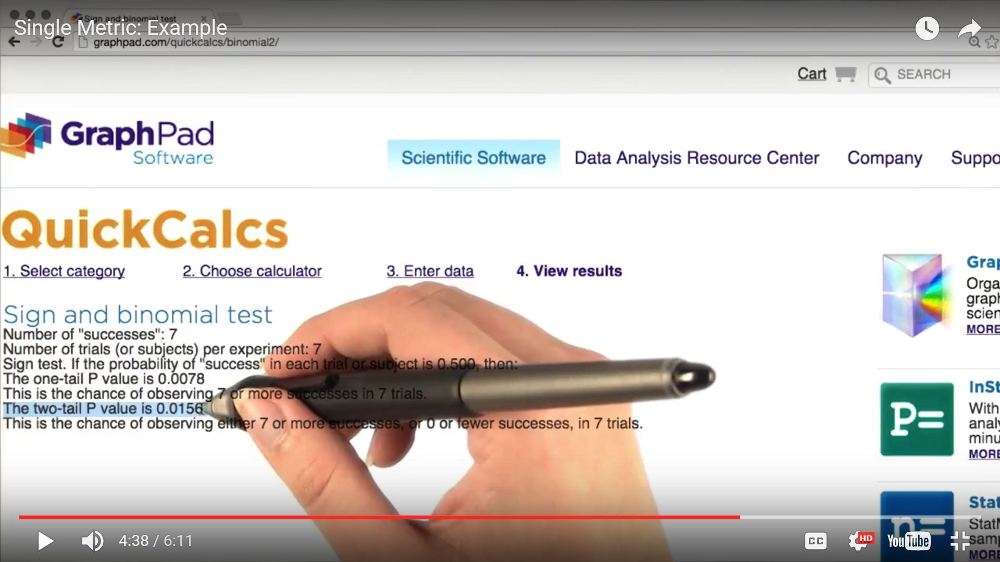 Sign and binomial test
Single Metric: Example
graphpad.com/quickcalcs/binomial2/
Cart
SEARCH
GraphPad
Software
Scientific Software
Data Analysis Resource Center
Company
Suppo
QuickCalcs
1. Select category
2. Choose calculator
3. Enter data
4. View results
Sign and binomial test
Number of "successes": 7
Number of trials (or subjects) per experiment: 7
Sign test. If the probability of "success" in each trial or subject is 0.500, then:
The one-tail P value is 0.0078
This is the chance of observing 7 or more successes in 7 trials.
The two-tail P value is 0.0156
This is the chance of observing either 7 or more successes, or 0 or fewer successes, in 7 trials.
Grap
Orga
graph
scien
MORE
P=
InSt
With
analy
minu
MORE
n=
Stat
StatM
samp
MORE
4:38 / 6:11
CC
HD
YouTube